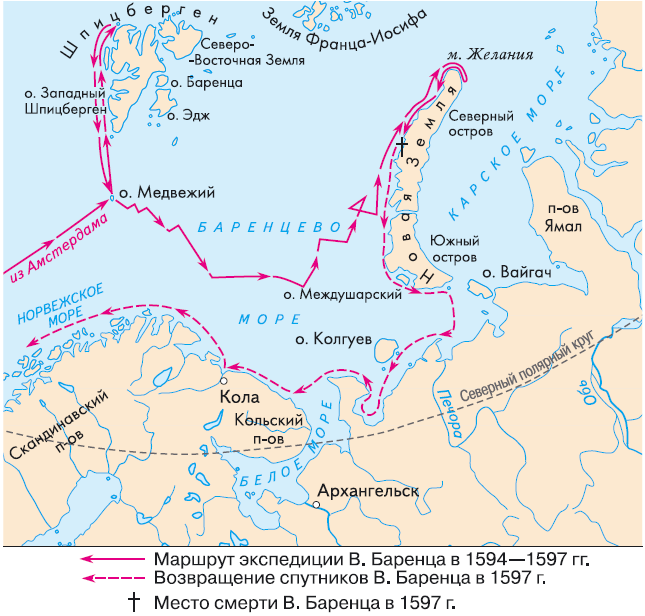 Шпицберген
Земля Франца-Иосифа
Северо-
-Восточная Земля
м. Желания
о. Баренца
о. Западный
Шпицберген
о. Эдж
Северный
остров
Новая Земля
КАРСКОЕ МОРЕ
о. Медвежий
п-ов
Ямал
БАРЕНЦЕВО
МОРЕ
из Амстердама
Южный
остров
о. Вайгач
о. Междушарский
НОРВЕЖСКОЕ
МОРЕ
о. Колгуев
Северный полярный круг
Обь
Кола
Печора
Скандинавский
п-ов
Кольский
п-ов
БЕЛОЕ МОРЕ
Архангельск
Маршрут экспедиции В. Баренца в 1594—1597 гг.
Возвращение спутников В. Баренца в 1597 г.
Место смерти В. Баренца в 1597 г.